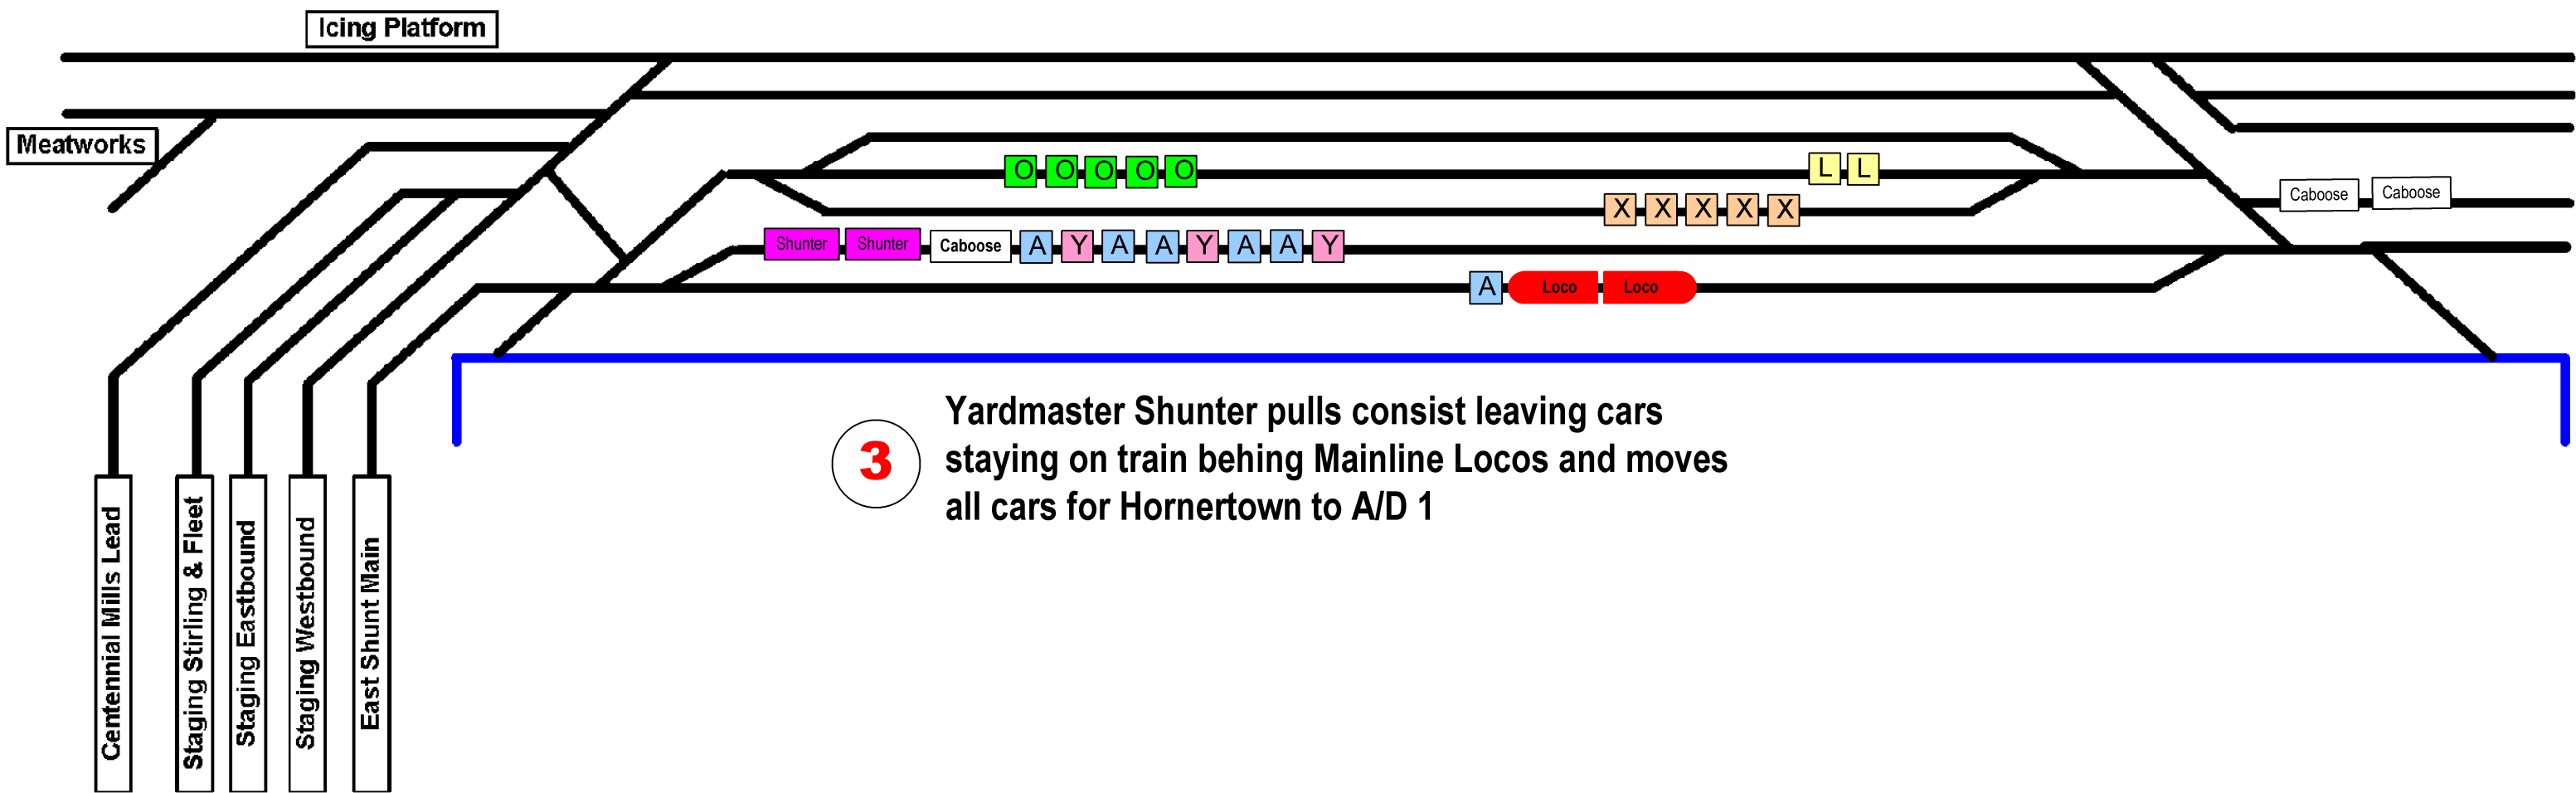 Icing Platform
Meatworks
O O O O O
L L
X X X X X
Caboose Caboose
Shunter Shunter Caboose A Y A A Y A A Y
A Loco Loco
3
Yardmaster Shunter pulls consist leaving cars
staying on train behing Mainline Locos and moves
all cars for Hornertown to A/D 1
Centennial Mills Lead
Staging Stirling & Fleet
Staging Eastbound
Staging Westbound
East Shunt Main